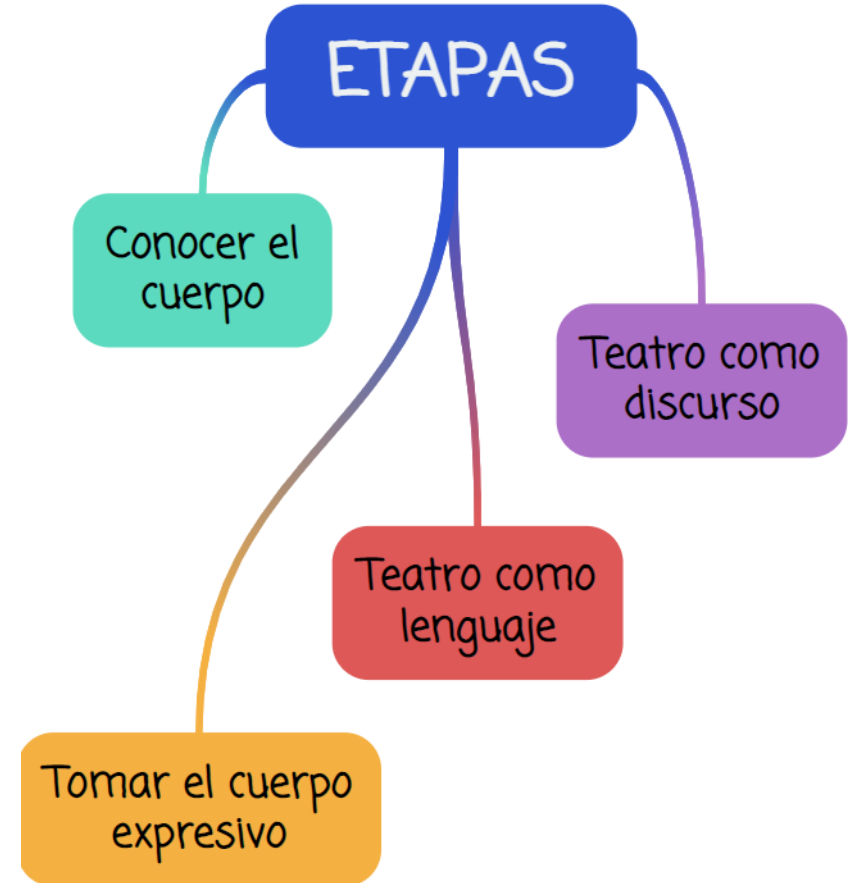 ETAPAS
Conocer el
cuerpo
Teatro como
discurso
Teatro como
lenguaje
Tomar el cuerpo
expresivo